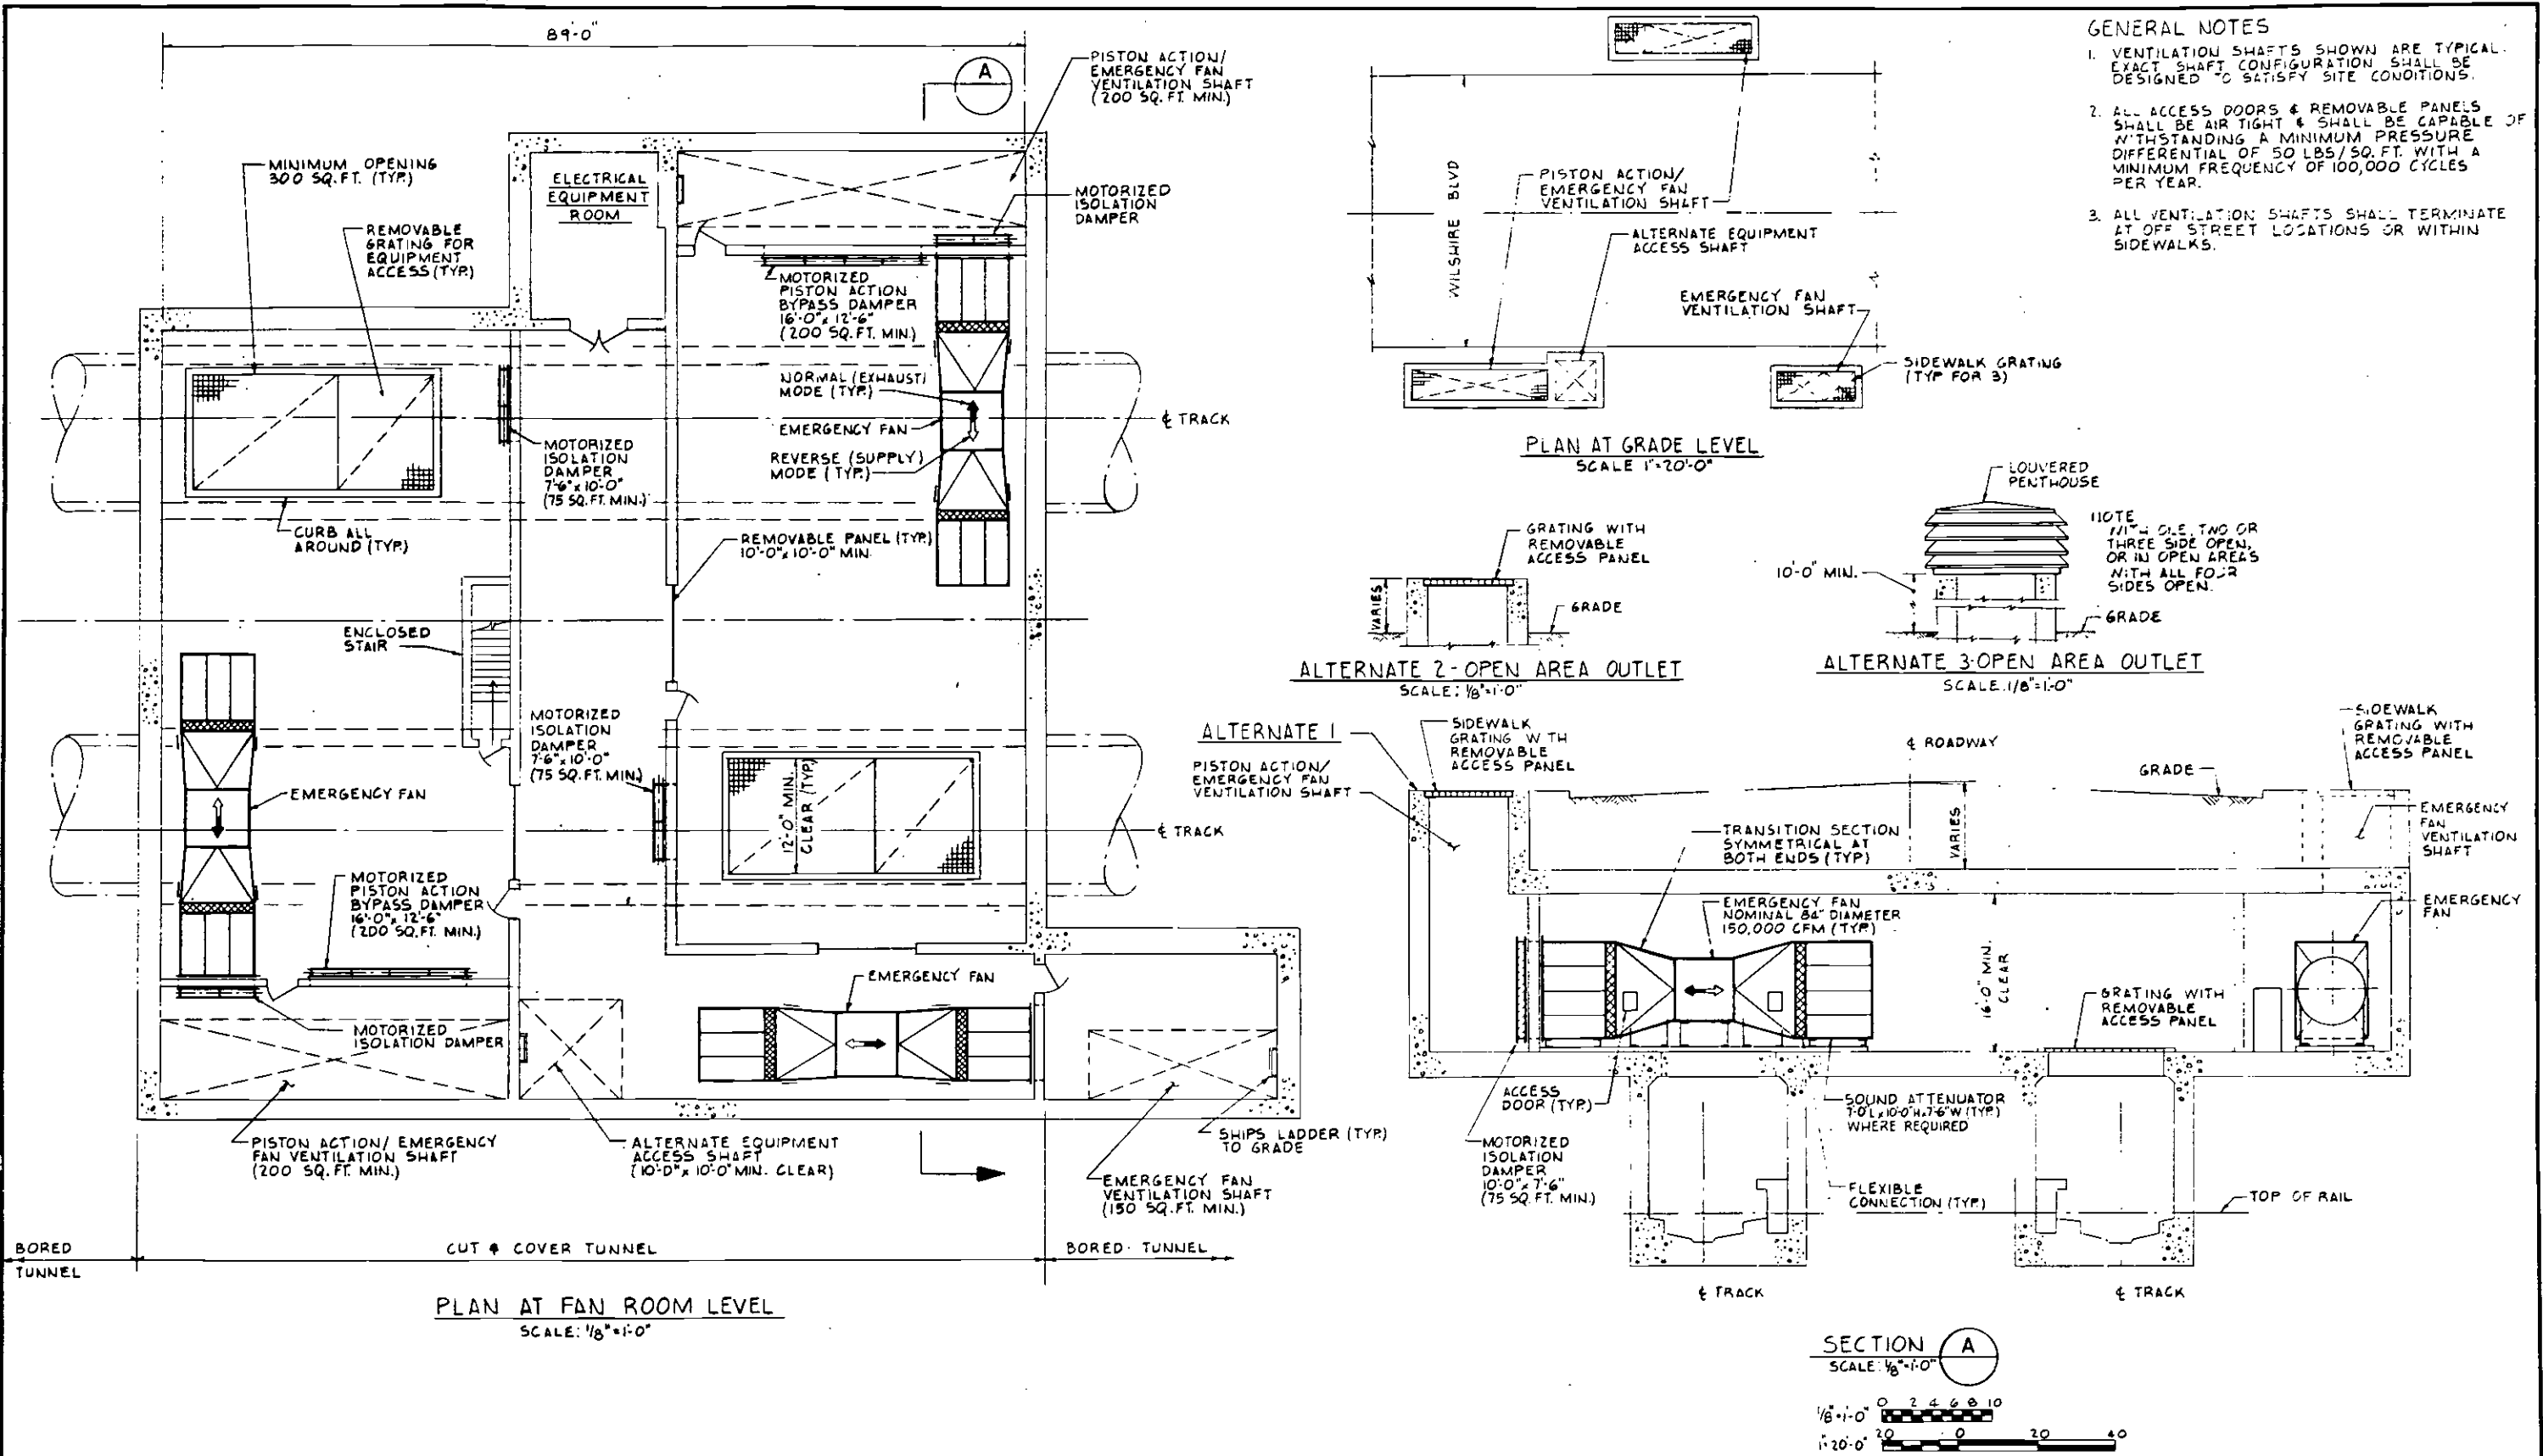 89'-0"
A
PISTON ACTION/
EMERGENCY FAN
VENTILATION SHAFT
(200 SQ.FT. MIN.)
MINIMUM OPENING
300 SQ.FT. (TYP.)
ELECTRICAL
EQUIPMENT
ROOM
MOTORIZED
ISOLATION
DAMPER
REMOVABLE
GRATING FOR
EQUIPMENT
ACCESS (TYP.)
MOTORIZED
PISTON ACTION
BYPASS DAMPER
16'-0" x 12'-6"
(200 SQ.FT. MIN.)
NORMAL (EXHAUST)
MODE (TYP.)
EMERGENCY FAN
REVERSE (SUPPLY)
MODE (TYP.)
℄ TRACK
MOTORIZED
ISOLATION
DAMPER
7'-6" x 10'-0"
(75 SQ.FT. MIN.)
CURB ALL
AROUND (TYP.)
REMOVABLE PANEL (TYP.)
10'-0" x 10'-0" MIN.
ENCLOSED
STAIR
MOTORIZED
ISOLATION
DAMPER
7'-6" x 10'-0"
(75 SQ.FT. MIN.)
EMERGENCY FAN
12'-0" MIN.
CLEAR (TYP.)
℄ TRACK
MOTORIZED
PISTON ACTION
BYPASS DAMPER
16'-0" x 12'-6"
(200 SQ.FT. MIN.)
EMERGENCY FAN
MOTORIZED
ISOLATION DAMPER
PISTON ACTION/ EMERGENCY
FAN VENTILATION SHAFT
(200 SQ. FT. MIN.)
ALTERNATE EQUIPMENT
ACCESS SHAFT
(10'-0" x 10'-0" MIN. CLEAR)
SHIPS LADDER (TYP.)
TO GRADE
EMERGENCY FAN
VENTILATION SHAFT
(150 SQ.FT. MIN.)
BORED
TUNNEL
CUT & COVER TUNNEL
BORED TUNNEL
PLAN AT FAN ROOM LEVEL
SCALE: 1/8"=1'-0"
WILSHIRE BLVD
PISTON ACTION/
EMERGENCY FAN
VENTILATION SHAFT
ALTERNATE EQUIPMENT
ACCESS SHAFT
EMERGENCY FAN
VENTILATION SHAFT
SIDEWALK GRATING
(TYP FOR 3)
PLAN AT GRADE LEVEL
SCALE 1"=20'-0"
GENERAL NOTES
1. VENTILATION SHAFTS SHOWN ARE TYPICAL.
EXACT SHAFT CONFIGURATION SHALL BE
DESIGNED TO SATISFY SITE CONDITIONS.
2. ALL ACCESS DOORS & REMOVABLE PANELS
SHALL BE AIR TIGHT & SHALL BE CAPABLE OF
WITHSTANDING A MINIMUM PRESSURE
DIFFERENTIAL OF 50 LBS/SQ.FT. WITH A
MINIMUM FREQUENCY OF 100,000 CYCLES
PER YEAR.
3. ALL VENTILATION SHAFTS SHALL TERMINATE
AT OFF STREET LOCATIONS OR WITHIN
SIDEWALKS.
GRATING WITH
REMOVABLE
ACCESS PANEL
VARIES
GRADE
ALTERNATE 2-OPEN AREA OUTLET
SCALE: 1/8"=1'-0"
LOUVERED
PENTHOUSE
NOTE
WITH ONE, TWO OR
THREE SIDE OPEN,
OR IN OPEN AREAS
WITH ALL FOUR
SIDES OPEN.
10'-0" MIN.
GRADE
ALTERNATE 3-OPEN AREA OUTLET
SCALE: 1/8"=1'-0"
ALTERNATE 1
PISTON ACTION/
EMERGENCY FAN
VENTILATION SHAFT
SIDEWALK
GRATING WITH
REMOVABLE
ACCESS PANEL
℄ ROADWAY
GRADE
SIDEWALK
GRATING WITH
REMOVABLE
ACCESS PANEL
EMERGENCY
FAN
VENTILATION
SHAFT
VARIES
TRANSITION SECTION
SYMMETRICAL AT
BOTH ENDS (TYP.)
EMERGENCY FAN
NOMINAL 84" DIAMETER
150,000 CFM (TYP.)
EMERGENCY
FAN
16'-0" MIN.
CLEAR
GRATING WITH
REMOVABLE
ACCESS PANEL
ACCESS
DOOR (TYP.)
SOUND ATTENUATOR
7'-0"L x 10'-0"H x 7'-6"W (TYP.)
WHERE REQUIRED
MOTORIZED
ISOLATION
DAMPER
10'-0" x 7'-6"
(75 SQ. FT. MIN.)
FLEXIBLE
CONNECTION (TYP.)
TOP OF RAIL
℄ TRACK
℄ TRACK
SECTION A
SCALE: 1/8"=1'-0"
1/8"=1'-0" 0 2 4 6 8 10
1"=20'-0" 20 0 20 40